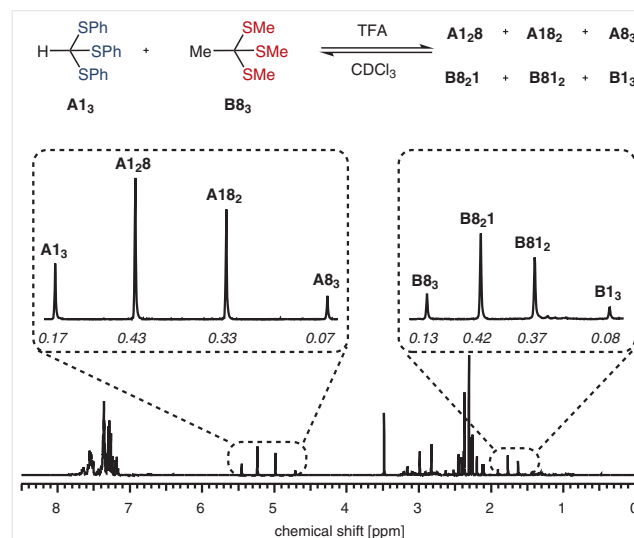 SPh
SPh
SPh
H
A1₃
+
SMe
SMe
SMe
Me
B8₃
TFA
CDCl₃
A1₂8 + A18₂ + A8₃
B8₂1 + B81₂ + B1₃
A1₃ A1₂8 A18₂ A8₃
0.17 0.43 0.33 0.07
B8₃ B8₂1 B81₂ B1₃
0.13 0.42 0.37 0.08
8 7 6 5 4 3 2 1 0
chemical shift [ppm]